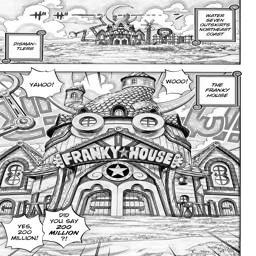 WATER
SEVEN
OUTSKIRTS
NORTHEAST
COAST
DISMAN-
TLERS!
YAHOO!
WOOO!
THE
FRANKY
HOUSE
FRANKY HOUSE
DID
YOU SAY
200
MILLION
?!
YES,
200
MILLION!